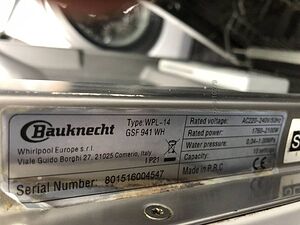 Bauknecht
Whirlpool Europe s.r.l.
Viale Guido Borghi 27, 21025 Comerio, Italy
Type WPL-14
GSF 941 WH
IP21
Serial Number: 801516004547
Rated voltage: AC220-240V/50Hz
Rated power: 1760-2100W
Water pressure: 0,04-1,0MPa
Capacity:
Made in P.R.C
S